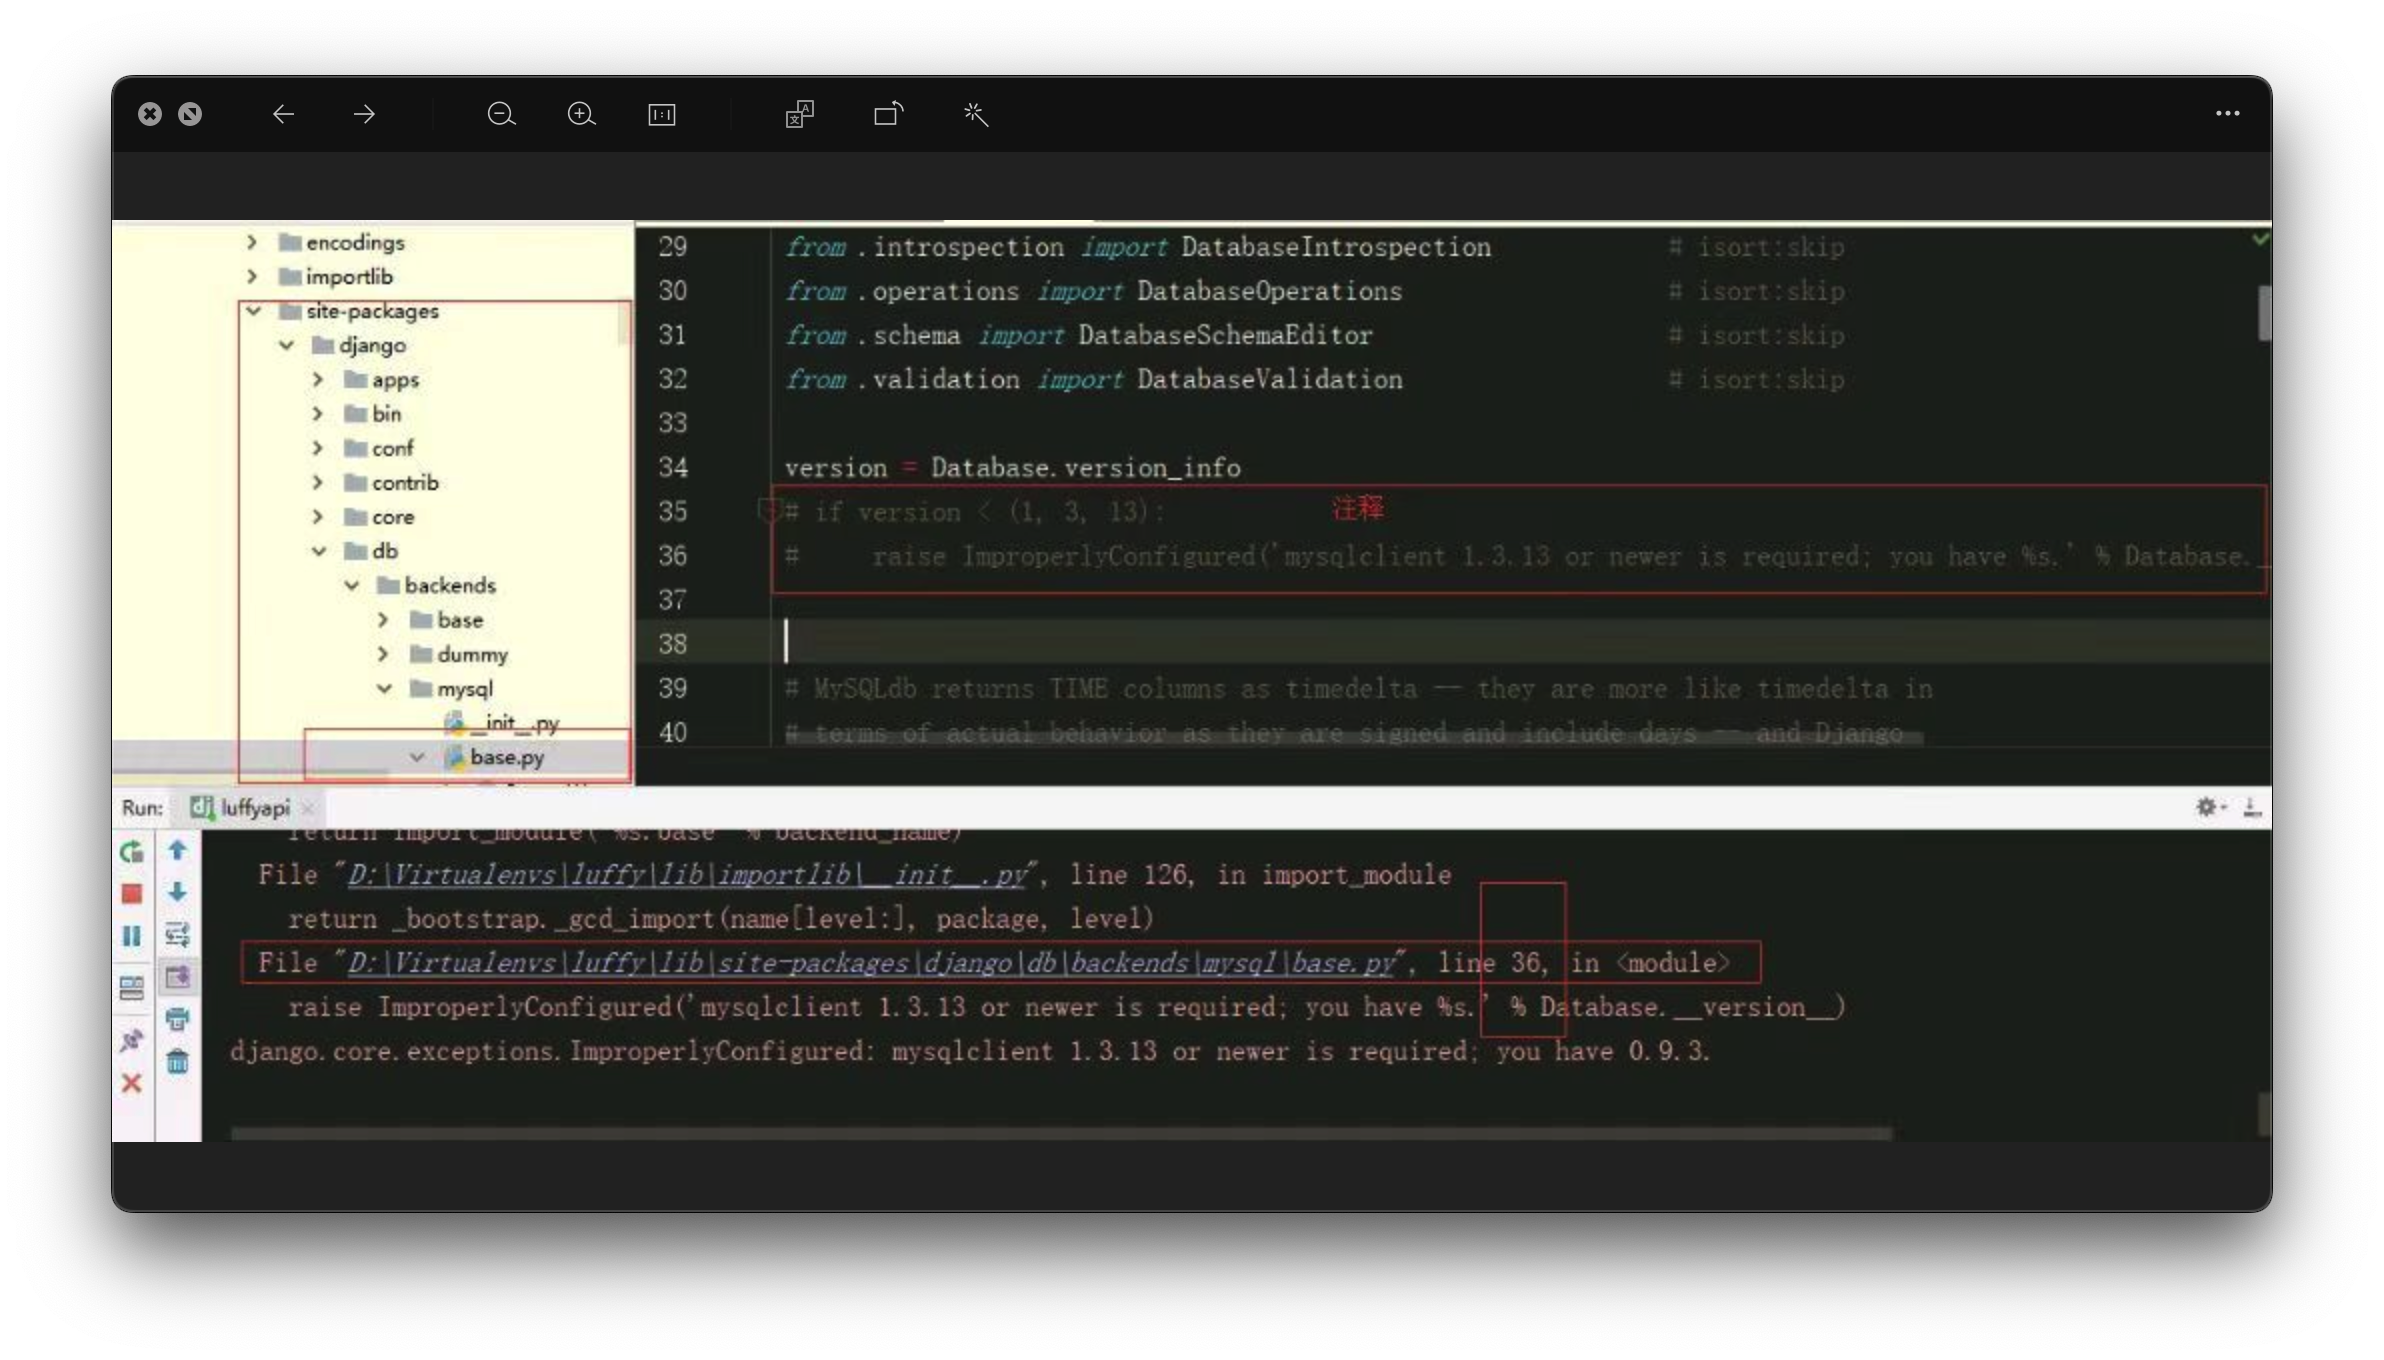 encodings
importlib
site-packages
django
apps
bin
conf
contrib
core
db
backends
base
dummy
mysql
__init__.py
base.py
29 from .introspection import DatabaseIntrospection # isort:skip
30 from .operations import DatabaseOperations # isort:skip
31 from .schema import DatabaseSchemaEditor # isort:skip
32 from .validation import DatabaseValidation # isort:skip
33
34 version = Database.version_info
35 # if version < (1, 3, 13): 注释
36 # raise ImproperlyConfigured('mysqlclient 1.3.13 or newer is required; you have %s.' % Database.
37
38
39 # MySQLdb returns TIME columns as timedelta -- they are more like timedelta in
40 # terms of actual behavior as they are signed and include days -- and Django
Run: luffyapi
return import_module('%s.base' % backend_name)
File "D:\Virtualenvs\luffy\lib\importlib\__init__.py", line 126, in import_module
return _bootstrap._gcd_import(name[level:], package, level)
File "D:\Virtualenvs\luffy\lib\site-packages\django\db\backends\mysql\base.py", line 36, in <module>
raise ImproperlyConfigured('mysqlclient 1.3.13 or newer is required; you have %s.' % Database.__version__)
django.core.exceptions.ImproperlyConfigured: mysqlclient 1.3.13 or newer is required; you have 0.9.3.